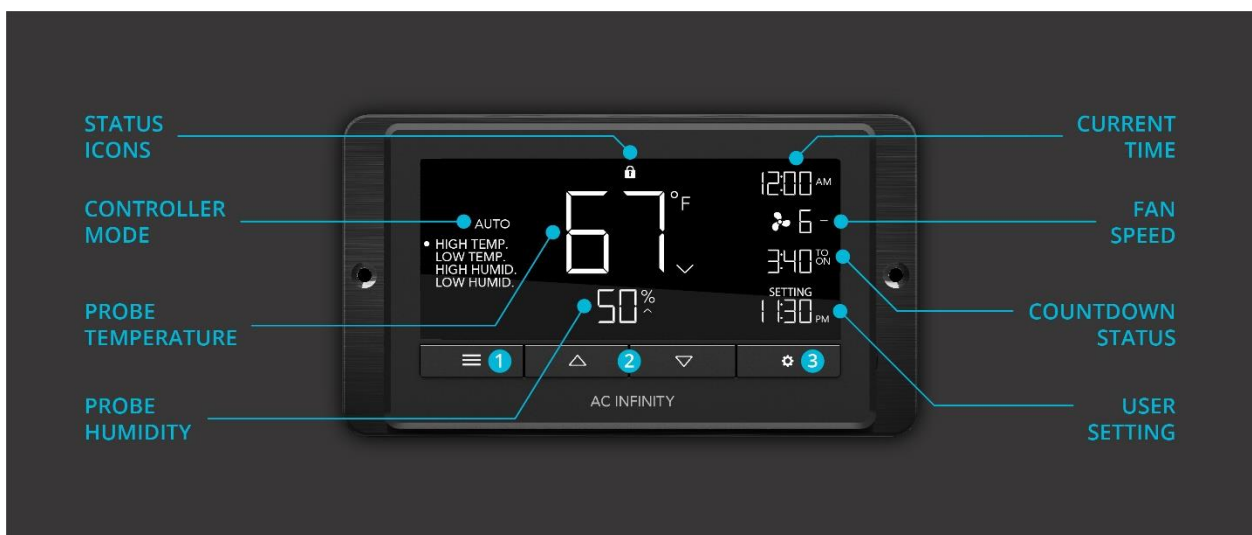 STATUS
ICONS
CONTROLLER
MODE
PROBE
TEMPERATURE
PROBE
HUMIDITY
AUTO
• HIGH TEMP.
LOW TEMP.
HIGH HUMID.
LOW HUMID.
67 °F
50 %
12:00 AM
6 -
3:40 TO ON
SETTING
11:30 PM
1
2
3
AC INFINITY
CURRENT
TIME
FAN
SPEED
COUNTDOWN
STATUS
USER
SETTING